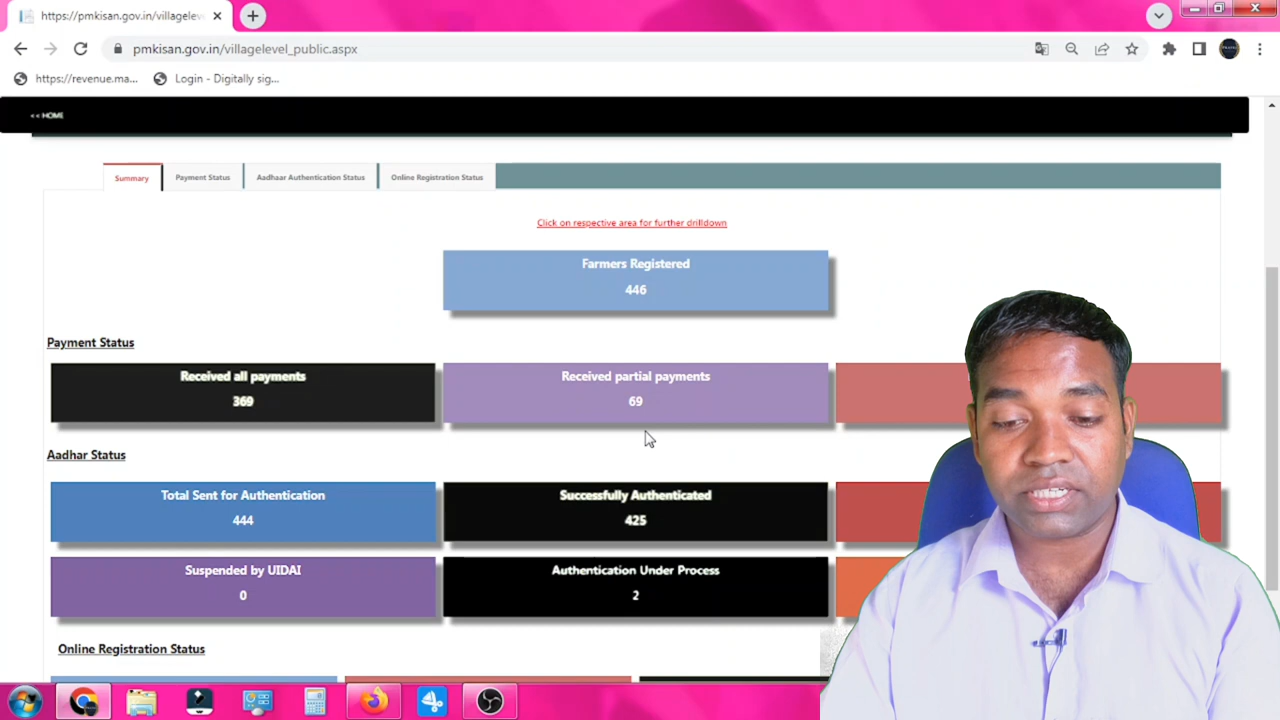 https://pmkisan.gov.in/villagelev
pmkisan.gov.in/villagelevel_public.aspx
https://revenue.ma...
Login - Digitally sig...
<< HOME
Summary
Payment Status
Aadhaar Authentication Status
Online Registration Status
Click on respective area for further drilldown
Farmers Registered
446
Payment Status
Received all payments
369
Received partial payments
69
Aadhar Status
Total Sent for Authentication
444
Successfully Authenticated
425
Suspended by UIDAI
0
Authentication Under Process
2
Online Registration Status